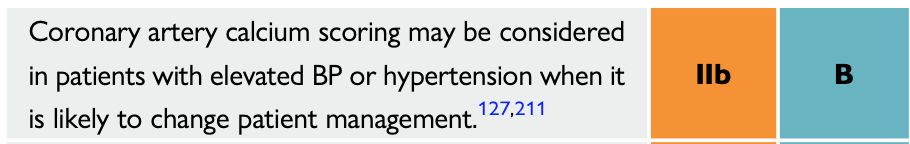 Coronary artery calcium scoring may be considered
in patients with elevated BP or hypertension when it
is likely to change patient management.127,211
IIb
B